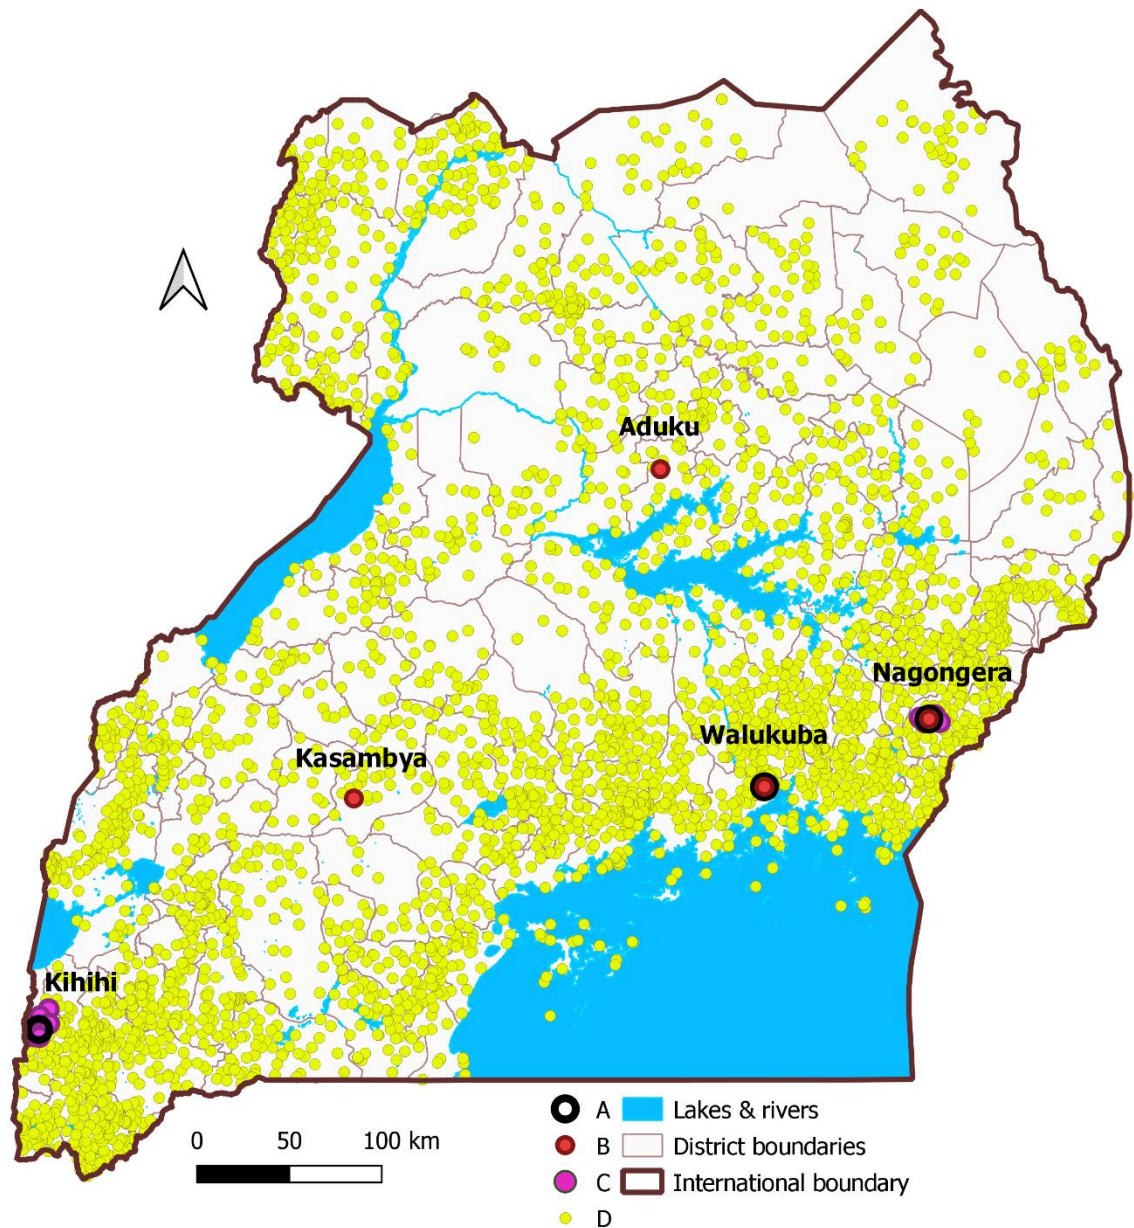 Aduku
Nagongera
Walukuba
Kasambya
Kihihi
A Lakes & rivers
0 50 100 km B District boundaries
C International boundary
D